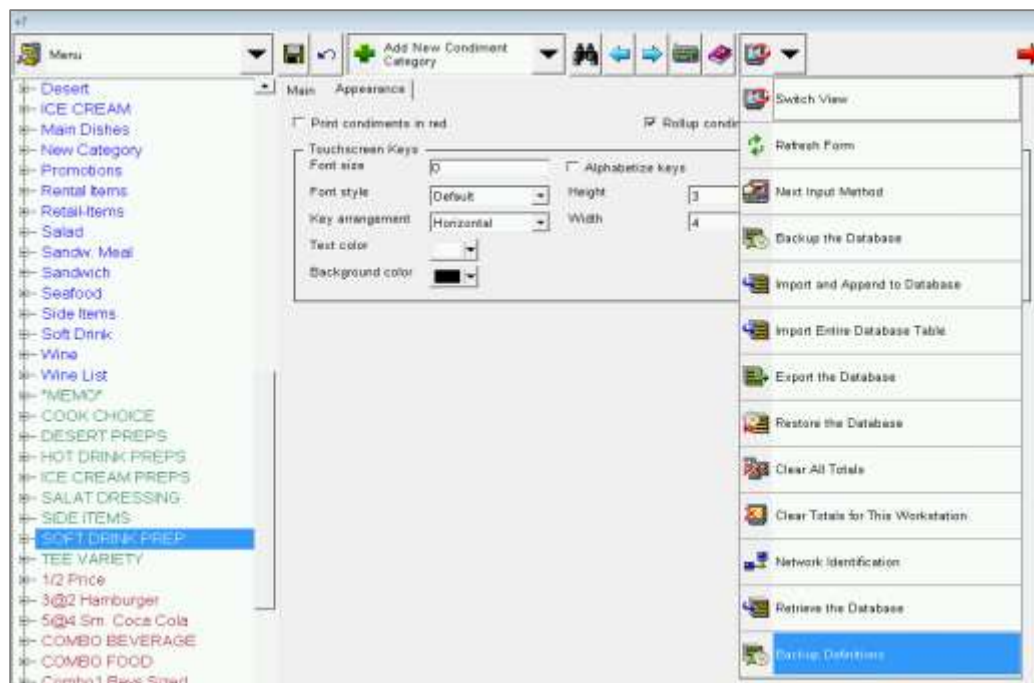 Menu
Add New Condiment
Category
Desert
ICE CREAM
Main Dishes
New Category
Promotions
Rental Items
Retail-Items
Salad
Sandw. Meal
Sandwich
Seafood
Side Items
Soft Drink
Wine
Wine List
*MEMO*
COOK CHOICE
DESERT PREPS
HOT DRINK PREPS
ICE CREAM PREPS
SALAT DRESSING
SIDE ITEMS
SOFT DRINK PREP
TEE VARIETY
1/2 Price
3@2 Hamburger
5@4 Sm. Coca Cola
COMBO BEVERAGE
COMBO FOOD
Combo1 Bevs Sized
Main Appearance
Print condiments in red
Rollup condi
Touchscreen Keys
Font size 0 Alphabetize keys
Font style Default Height 3
Key arrangement Horizontal Width 4
Text color
Background color
Switch View
Refresh Form
Next Input Method
Backup the Database
Import and Append to Database
Import Entire Database Table
Export the Database
Restore the Database
Clear All Totals
Clear Totals for This Workstation
Network Identification
Retrieve the Database
Backup Definitions